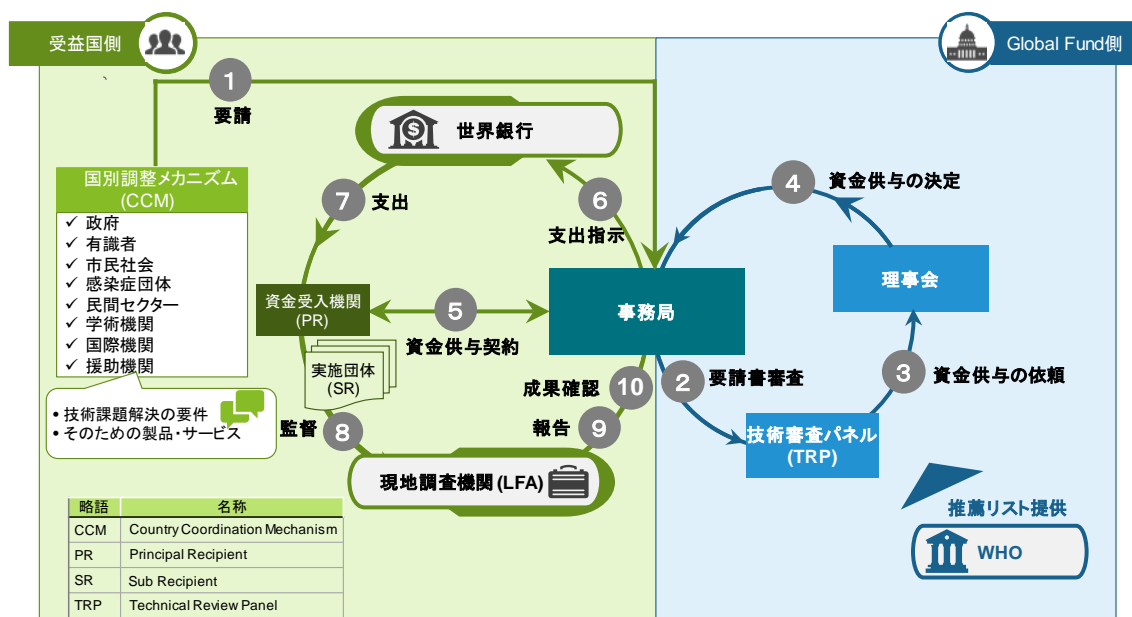 受益国側
Global Fund側
、
1
要請
世界銀行
国別調整メカニズム
(CCM)
✓ 政府
✓ 有識者
✓ 市民社会
✓ 感染症団体
✓ 民間セクター
✓ 学術機関
✓ 国際機関
✓ 援助機関
• 技術課題解決の要件
• そのための製品・サービス
7 支出
6
支出指示
4 資金供与の決定
資金受入機関
(PR)
5
資金供与契約
事務局
理事会
実施団体
(SR)
成果確認 10
2 要請書審査
3 資金供与の依頼
監督 8
報告 9
技術審査パネル
(TRP)
現地調査機関(LFA)
推薦リスト提供
WHO
略語 名称
CCM Country Coordination Mechanism
PR Principal Recipient
SR Sub Recipient
TRP Technical Review Panel